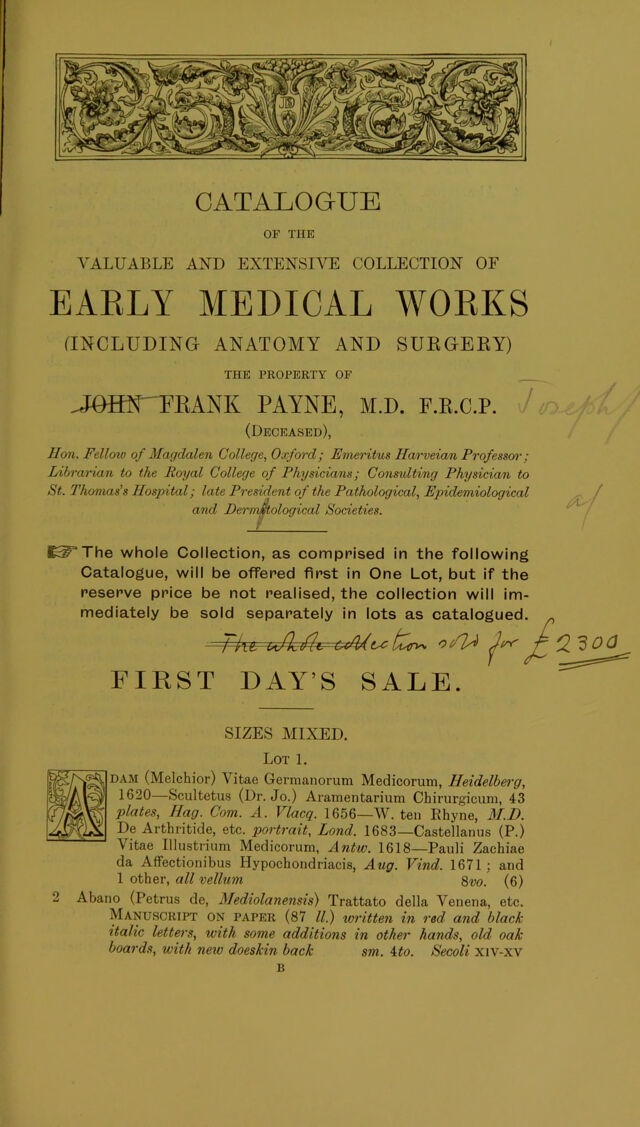 CATALOGUE
OF THE
VALUABLE AND EXTENSIVE COLLECTION OF
EARLY MEDICAL WORKS
(INCLUDING ANATOMY AND SURGERY)
THE PROPERTY OF
JOHN FRANK PAYNE, M.D. F.R.C.P. Joseph/
(DECEASED),
Hon. Fellow of Magdalen College, Oxford; Emeritus Harveian Professor;
Librarian to the Royal College of Physicians; Consulting Physician to
St. Thomas's Hospital; late President of the Pathological, Epidemiological
a/
and Dermtological Societies.
☞ The whole Collection, as comprised in the following
Catalogue, will be offered first in One Lot, but if the
reserve price be not realised, the collection will im-
mediately be sold separately in lots as catalogued.
The whole collection sold for £2300
FIRST DAY'S SALE.
SIZES MIXED.
LOT 1.
ADAM (Melchior) Vitae Germanorum Medicorum, Heidelberg,
1620—Scultetus (Dr. Jo.) Aramentarium Chirurgicum, 43
plates, Hag. Com. A. Vlacq. 1656—W. ten Rhyne, M.D.
De Arthritide, etc. portrait, Lond. 1683—Castellanus (P.)
Vitae Illustrium Medicorum, Antw. 1618—Pauli Zachiae
da Affectionibus Hypochondriacis, Aug. Vind. 1671; and
1 other, all vellum 8vo. (6)
2 Abano (Petrus de, Mediolanensis) Trattato della Venena, etc.
MANUSCRIPT ON PAPER (87 ll.) written in red and black
italic letters, with some additions in other hands, old oak
boards, with new doeskin back sm. 4to. Secoli XIV-XV
B